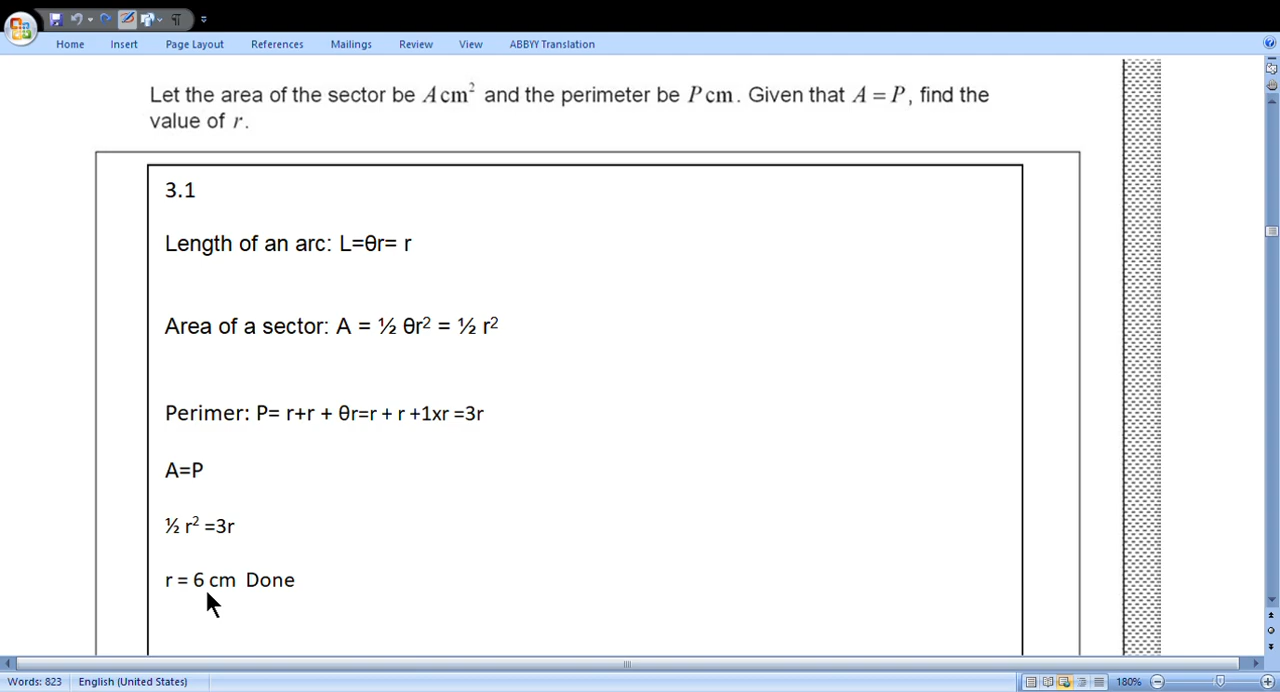 Home Insert Page Layout References Mailings Review View ABBYY Translation
Let the area of the sector be A cm² and the perimeter be P cm. Given that A = P, find the
value of r.
3.1
Length of an arc: L=θr= r
Area of a sector: A = ½ θr² = ½ r²
Perimer: P= r+r + θr=r + r +1xr =3r
A=P
½ r² =3r
r = 6 cm Done
Words: 823 English (United States) 180%